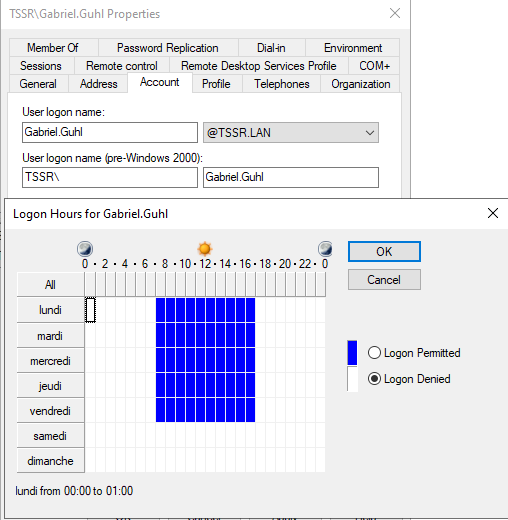 TSSR\Gabriel.Guhl Properties
Member Of Password Replication Dial-in Environment
Sessions Remote control Remote Desktop Services Profile COM+
General Address Account Profile Telephones Organization
User logon name:
Gabriel.Guhl @TSSR.LAN
User logon name (pre-Windows 2000):
TSSR\ Gabriel.Guhl
Logon Hours for Gabriel.Guhl
0 · 2 · 4 · 6 · 8 · 10 · 12 · 14 · 16 · 18 · 20 · 22 · 0
OK
Cancel
All
lundi
mardi
mercredi
jeudi
vendredi
samedi
dimanche
Logon Permitted
Logon Denied
lundi from 00:00 to 01:00